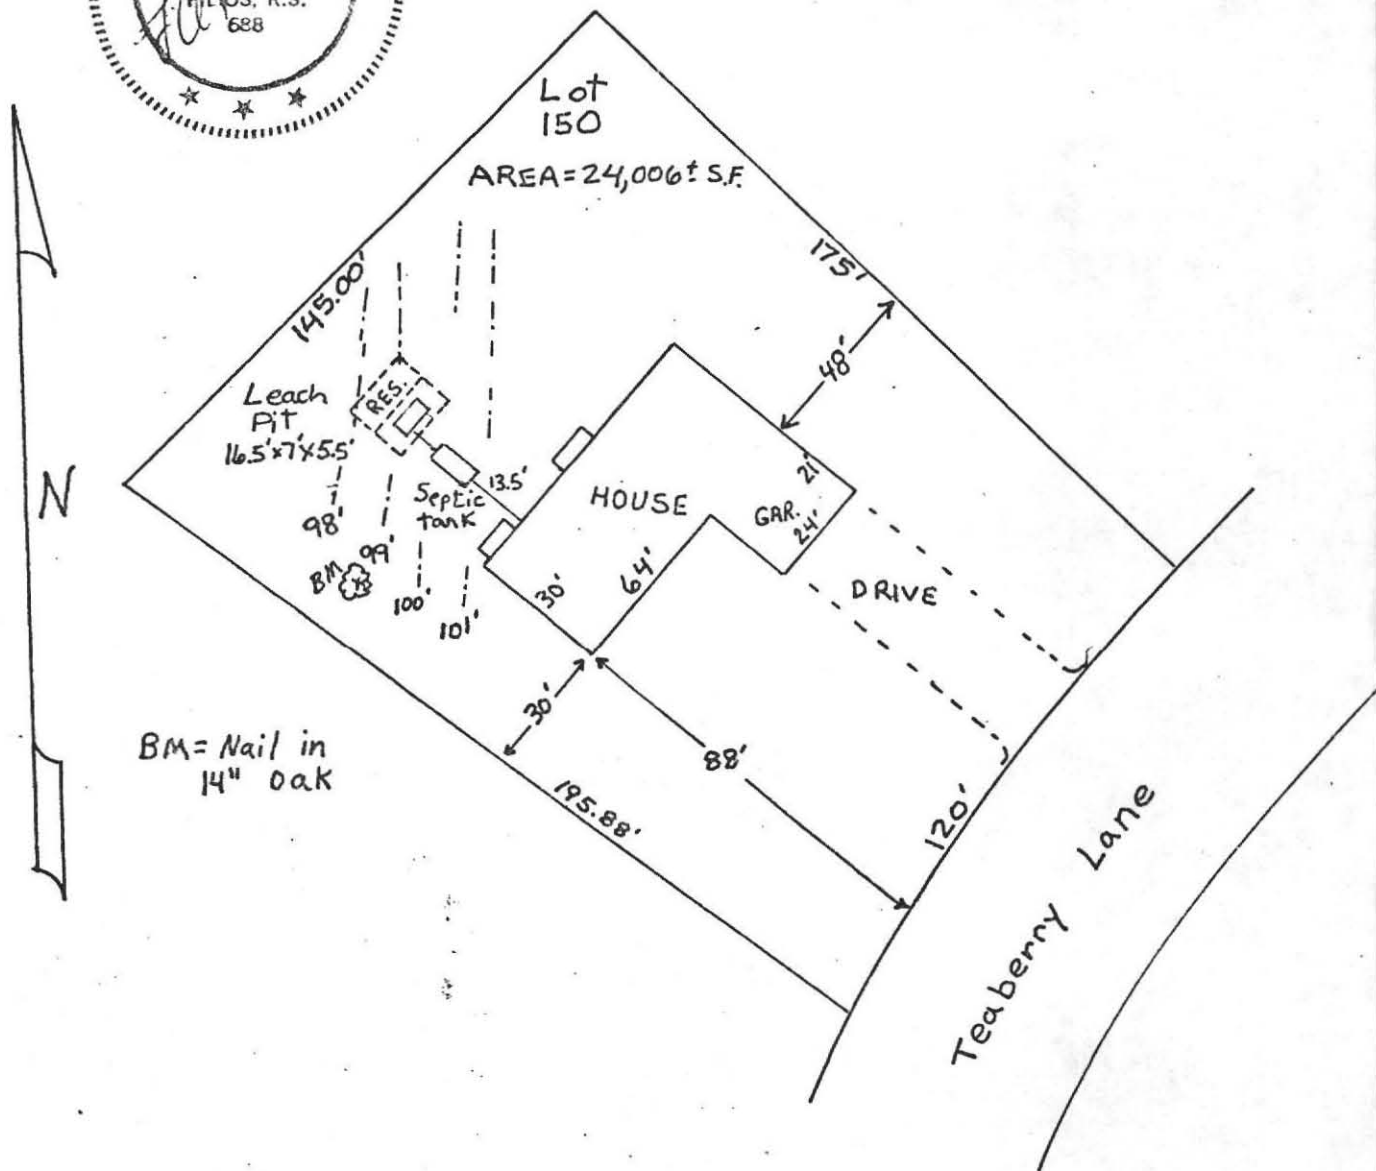 R.S.
688
Lot
150
AREA=24,006± S.F.
175'
145.00'
48'
Leach
Pit
16.5'x7'x5.5'
RES.
13.5'
Septic
tank
HOUSE
21'
GAR.
24'
N
98'
99'
BM
100'
101'
30'
64'
DRIVE
30'
88'
BM= Nail in
14" Oak
195.88'
120'
Teaberry Lane